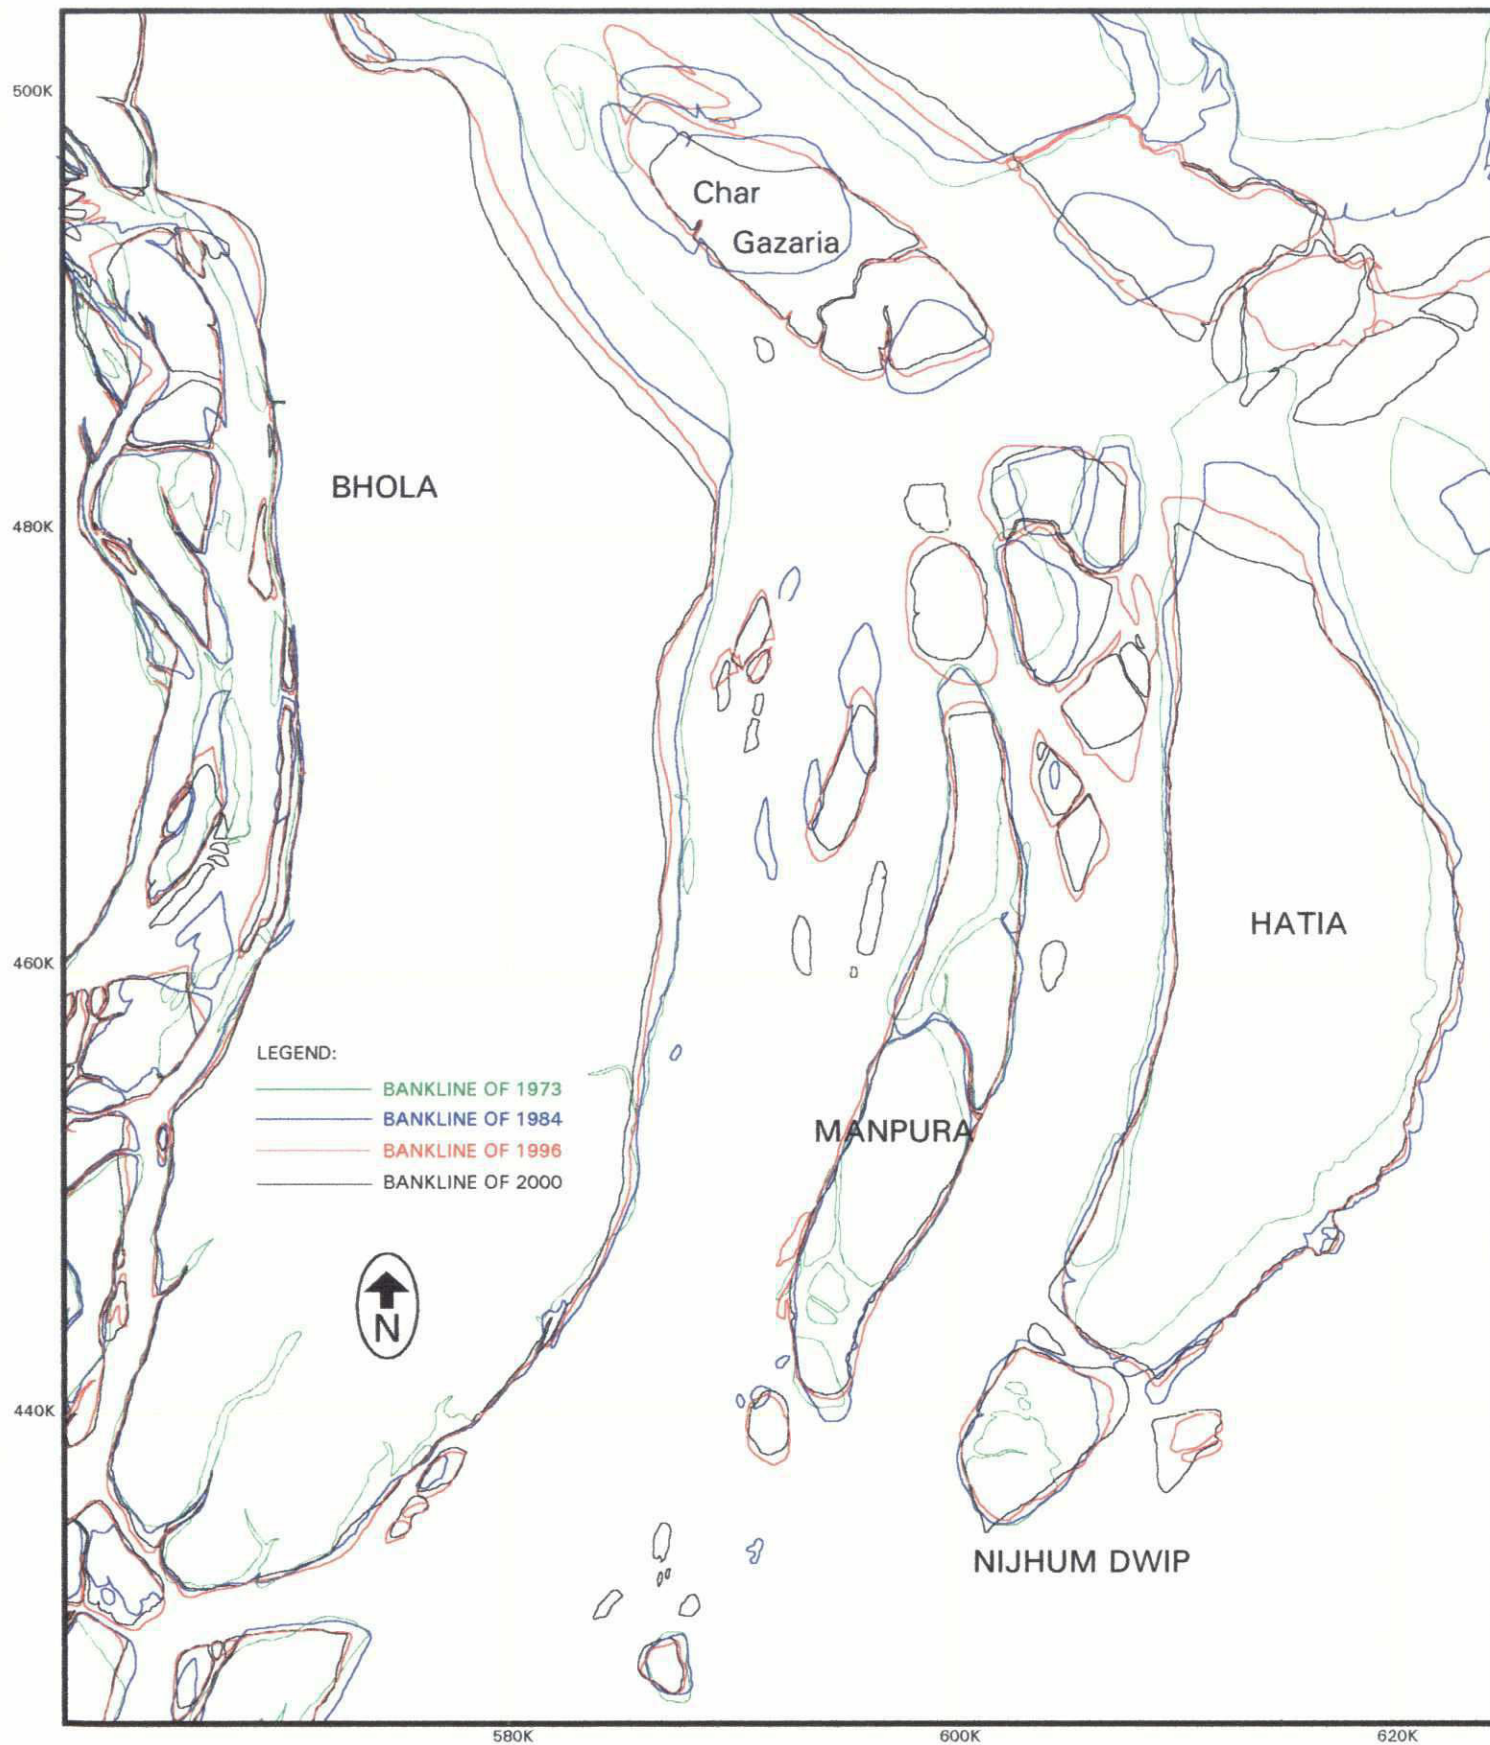 500K
Char
Gazaria
BHOLA
480K
HATIA
460K
LEGEND:
BANKLINE OF 1973
BANKLINE OF 1984
MANPURA
BANKLINE OF 1996
BANKLINE OF 2000
N
440K
NIJHUM DWIP
580K
600K
620K